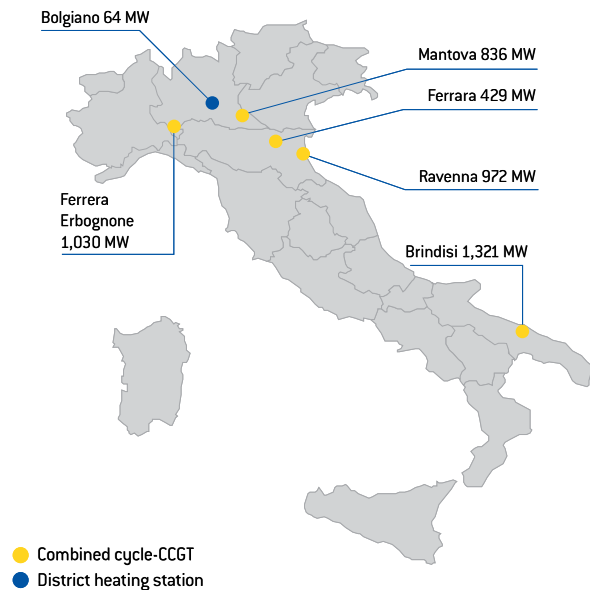 Bolgiano 64 MW
Mantova 836 MW
Ferrara 429 MW
Ravenna 972 MW
Ferrera
Erbognone
1,030 MW
Brindisi 1,321 MW
Combined cycle-CCGT
District heating station